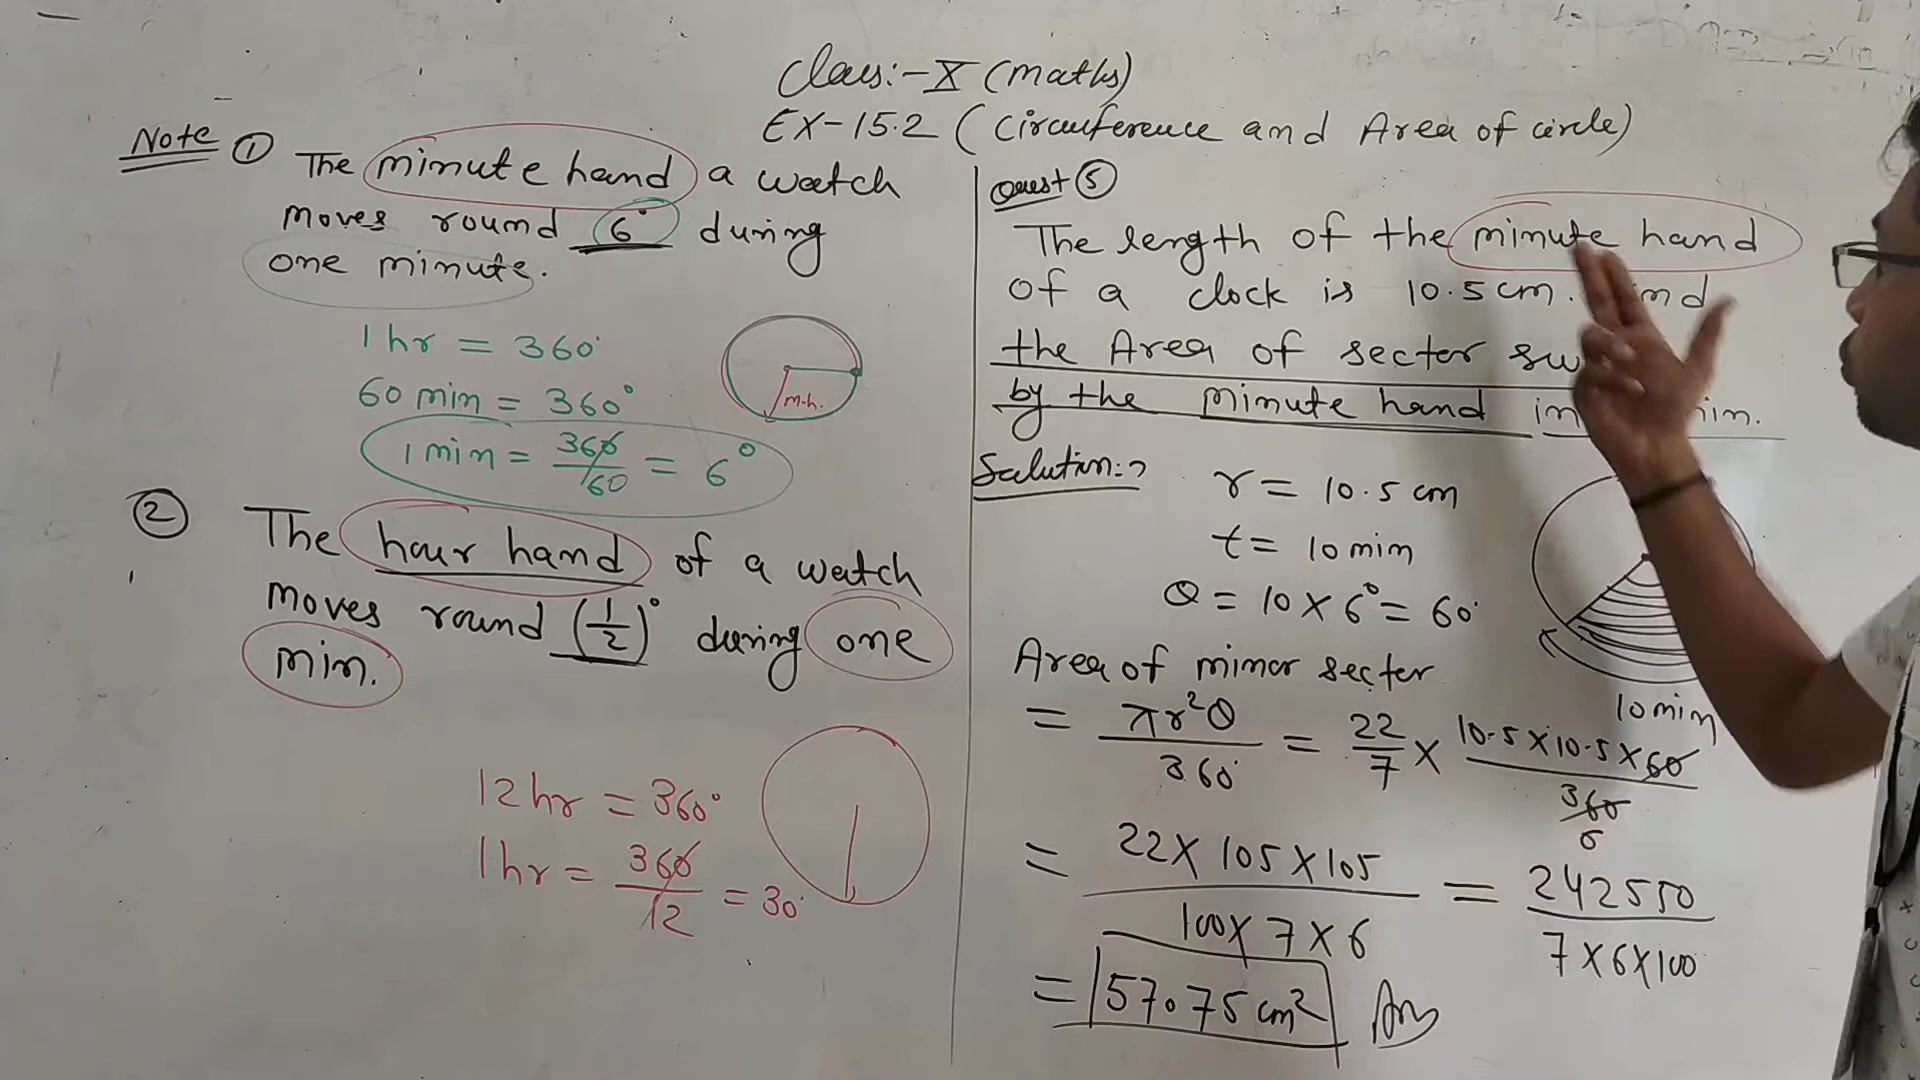 Class:- X (Maths)
EX-15.2 (Circumference and Area of circle)
Note ① The minute hand a watch
moves round 6° during
one minute.
1 hr = 360°
60 min = 360°
1 min = 360/60 = 6°
m.h.
② The hour hand of a watch
moves round (1/2)° during one
min.
12 hr = 360°
1 hr = 360/12 = 30°
Quest ⑤
The length of the minute hand
of a clock is 10.5 cm.
the Area of sector
by the minute hand in
Solution:->
r = 10.5 cm
t = 10 min
θ = 10 × 6° = 60°
10 min
Area of minor sector
= πr²θ/360° = 22/7 × 10.5 × 10.5 × 60/360
6
= 22 × 105 × 105/100 × 7 × 6 = 242550/7 × 6 × 100
= 57.75 cm² Ans